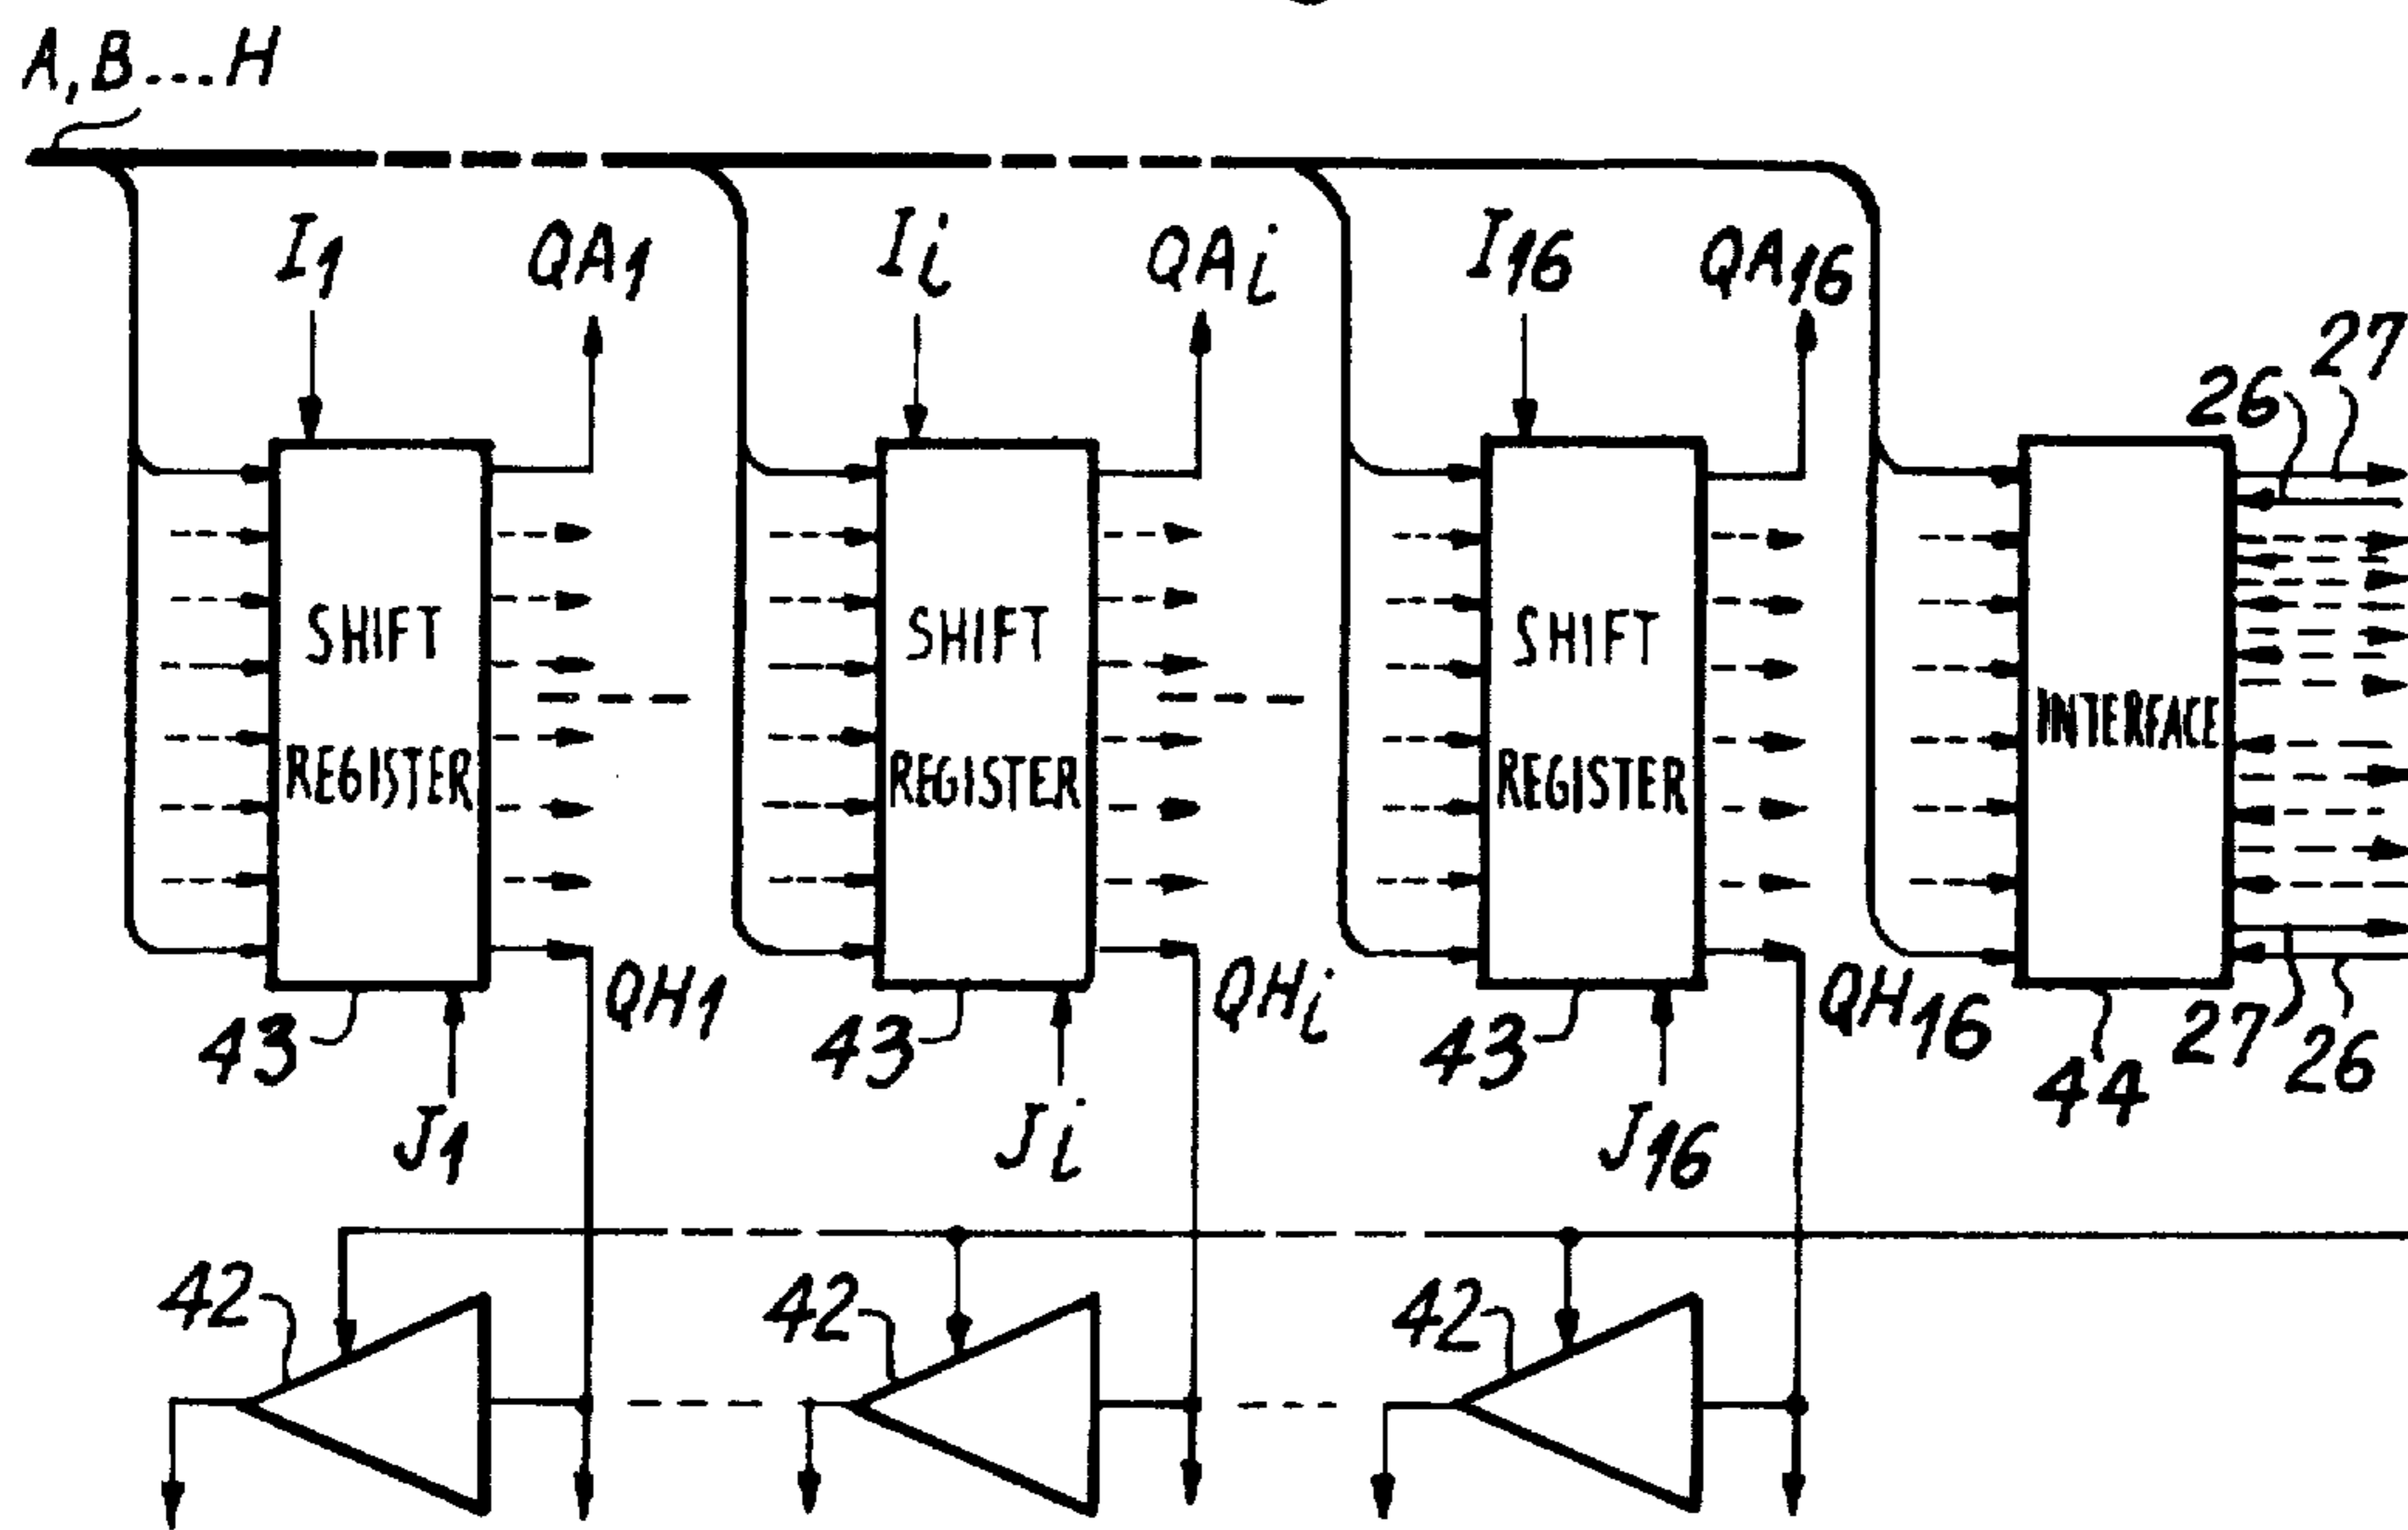 A, B...H
I1 QA1 Ii QAi I16 QA16
26 27
SHIFT REGISTER
SHIFT REGISTER
SHIFT REGISTER
INTERFACE
43 J1 QH1
43 Ji QHi
43 J16 QH16
44 27 26
42 42 42